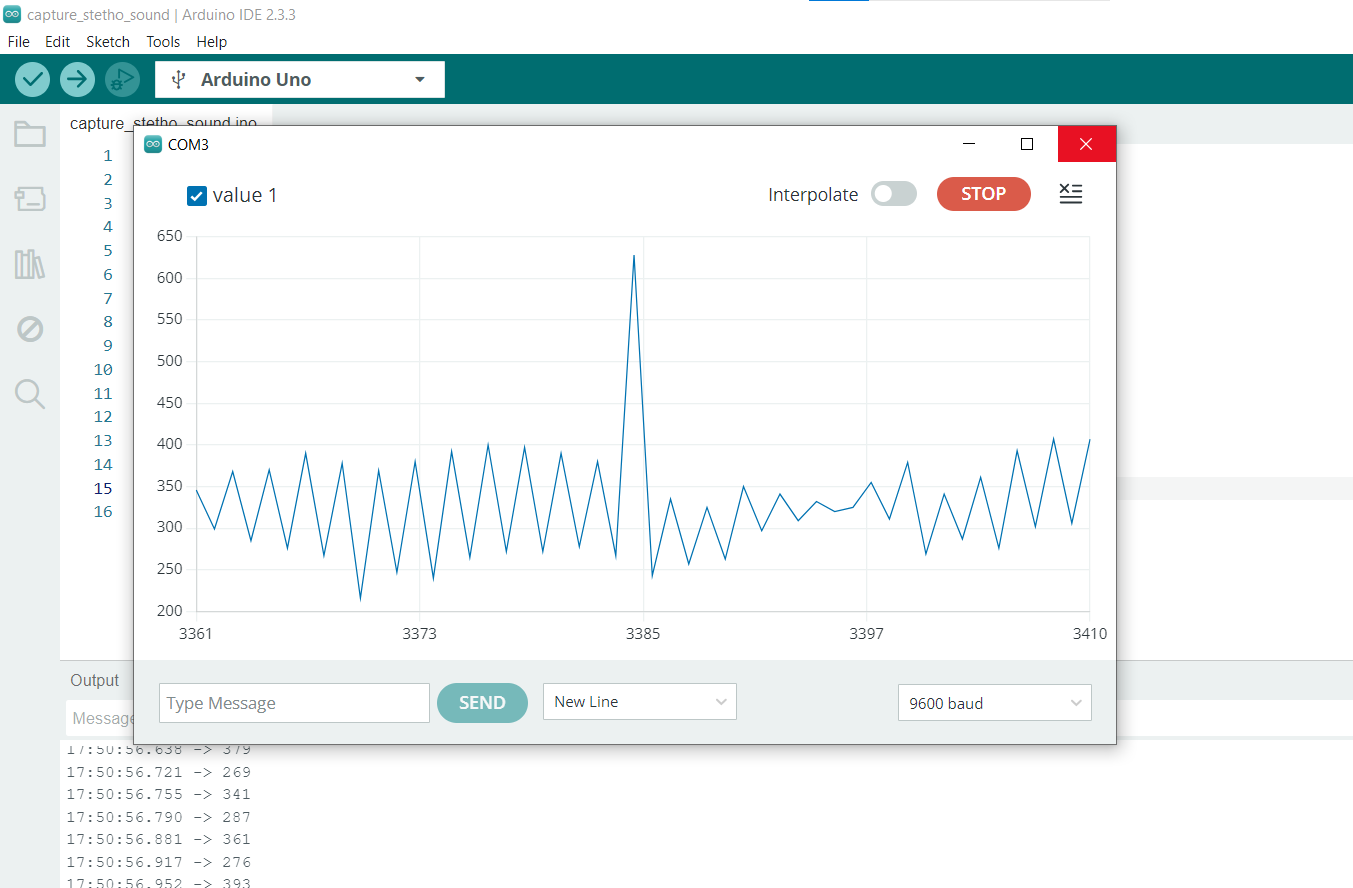 capture_stetho_sound | Arduino IDE 2.3.3
File Edit Sketch Tools Help
Arduino Uno
capture_stetho_sound.ino
1
2
3
4
5
6
7
8
9
10
11
12
13
14
15
16
COM3
value 1
Interpolate
STOP
650
600
550
500
450
400
350
300
250
200
3361 3373 3385 3397 3410
Type Message
SEND
New Line
9600 baud
Output
Message
17:50:56.638 -> 379
17:50:56.721 -> 269
17:50:56.755 -> 341
17:50:56.790 -> 287
17:50:56.881 -> 361
17:50:56.917 -> 276
17:50:56.952 -> 393